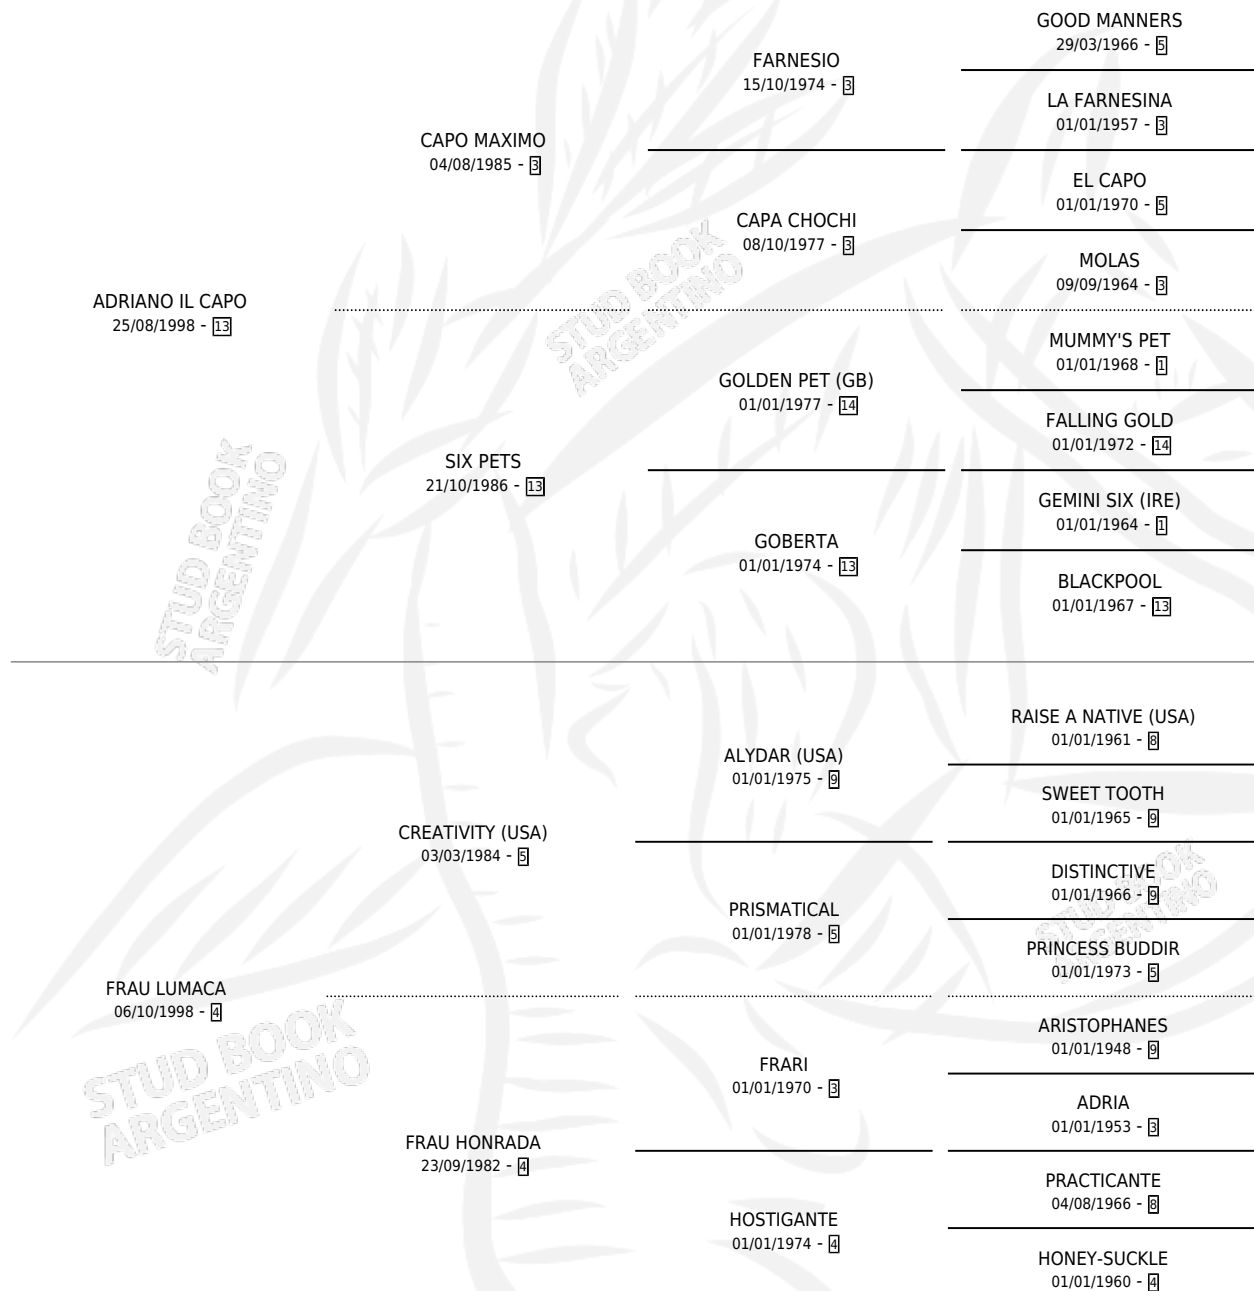 GOOD MANNERS
29/03/1966 - 5
FARNESIO
15/10/1974 - 3
LA FARNESINA
01/01/1957 - 3
CAPO MAXIMO
04/08/1985 - 3
EL CAPO
01/01/1970 - 5
CAPA CHOCHI
08/10/1977 - 3
MOLAS
09/09/1964 - 3
ADRIANO IL CAPO
25/08/1998 - 13
MUMMY'S PET
01/01/1968 - 1
GOLDEN PET (GB)
01/01/1977 - 14
FALLING GOLD
01/01/1972 - 14
SIX PETS
21/10/1986 - 13
GEMINI SIX (IRE)
01/01/1964 - 1
GOBERTA
01/01/1974 - 13
BLACKPOOL
01/01/1967 - 13
RAISE A NATIVE (USA)
01/01/1961 - 8
ALYDAR (USA)
01/01/1975 - 9
SWEET TOOTH
01/01/1965 - 9
CREATIVITY (USA)
03/03/1984 - 5
DISTINCTIVE
01/01/1966 - 9
PRISMATICAL
01/01/1978 - 5
PRINCESS BUDDIR
01/01/1973 - 5
FRAU LUMACA
06/10/1998 - 4
ARISTOPHANES
01/01/1948 - 9
FRARI
01/01/1970 - 3
ADRIA
01/01/1953 - 3
FRAU HONRADA
23/09/1982 - 4
PRACTICANTE
04/08/1966 - 8
HOSTIGANTE
01/01/1974 - 4
HONEY-SUCKLE
01/01/1960 - 4
STUD BOOK
ARGENTINO
STUD BOOK
ARGENTINO
STUD BOOK
ARGENTINO
STUD BOOK
ARGENTINO